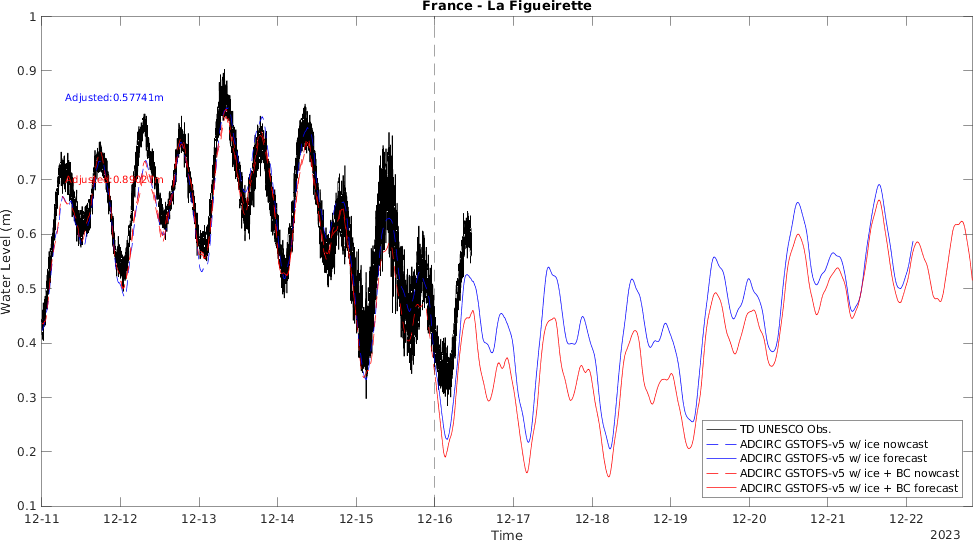 France - La Figueirette
1
0.9
0.8
0.7
0.6
0.5
0.4
0.3
0.2
0.1
Water Level (m)
Adjusted:0.57741m
12-11
12-12
12-13
12-14
12-15
12-16
12-17
12-18
12-19
12-20
12-21
12-22
Time
2023
TD UNESCO Obs.
ADCIRC GSTOFS-v5 w/ ice nowcast
ADCIRC GSTOFS-v5 w/ ice forecast
ADCIRC GSTOFS-v5 w/ ice + BC nowcast
ADCIRC GSTOFS-v5 w/ ice + BC forecast